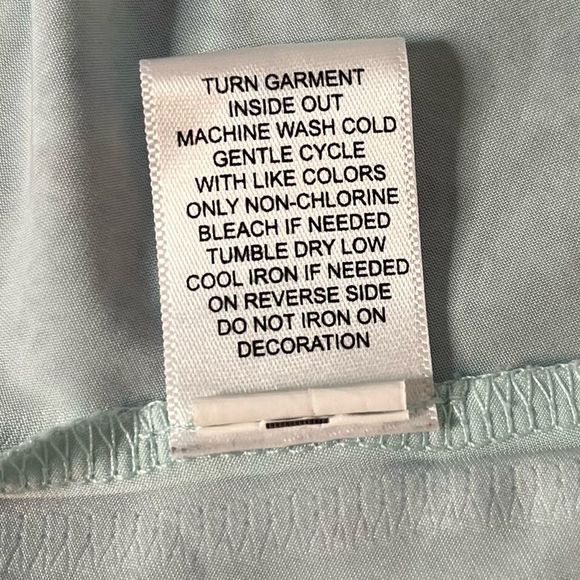 TURN GARMENT
INSIDE OUT
MACHINE WASH COLD
GENTLE CYCLE
WITH LIKE COLORS
ONLY NON-CHLORINE
BLEACH IF NEEDED
TUMBLE DRY LOW
COOL IRON IF NEEDED
ON REVERSE SIDE
DO NOT IRON ON
DECORATION